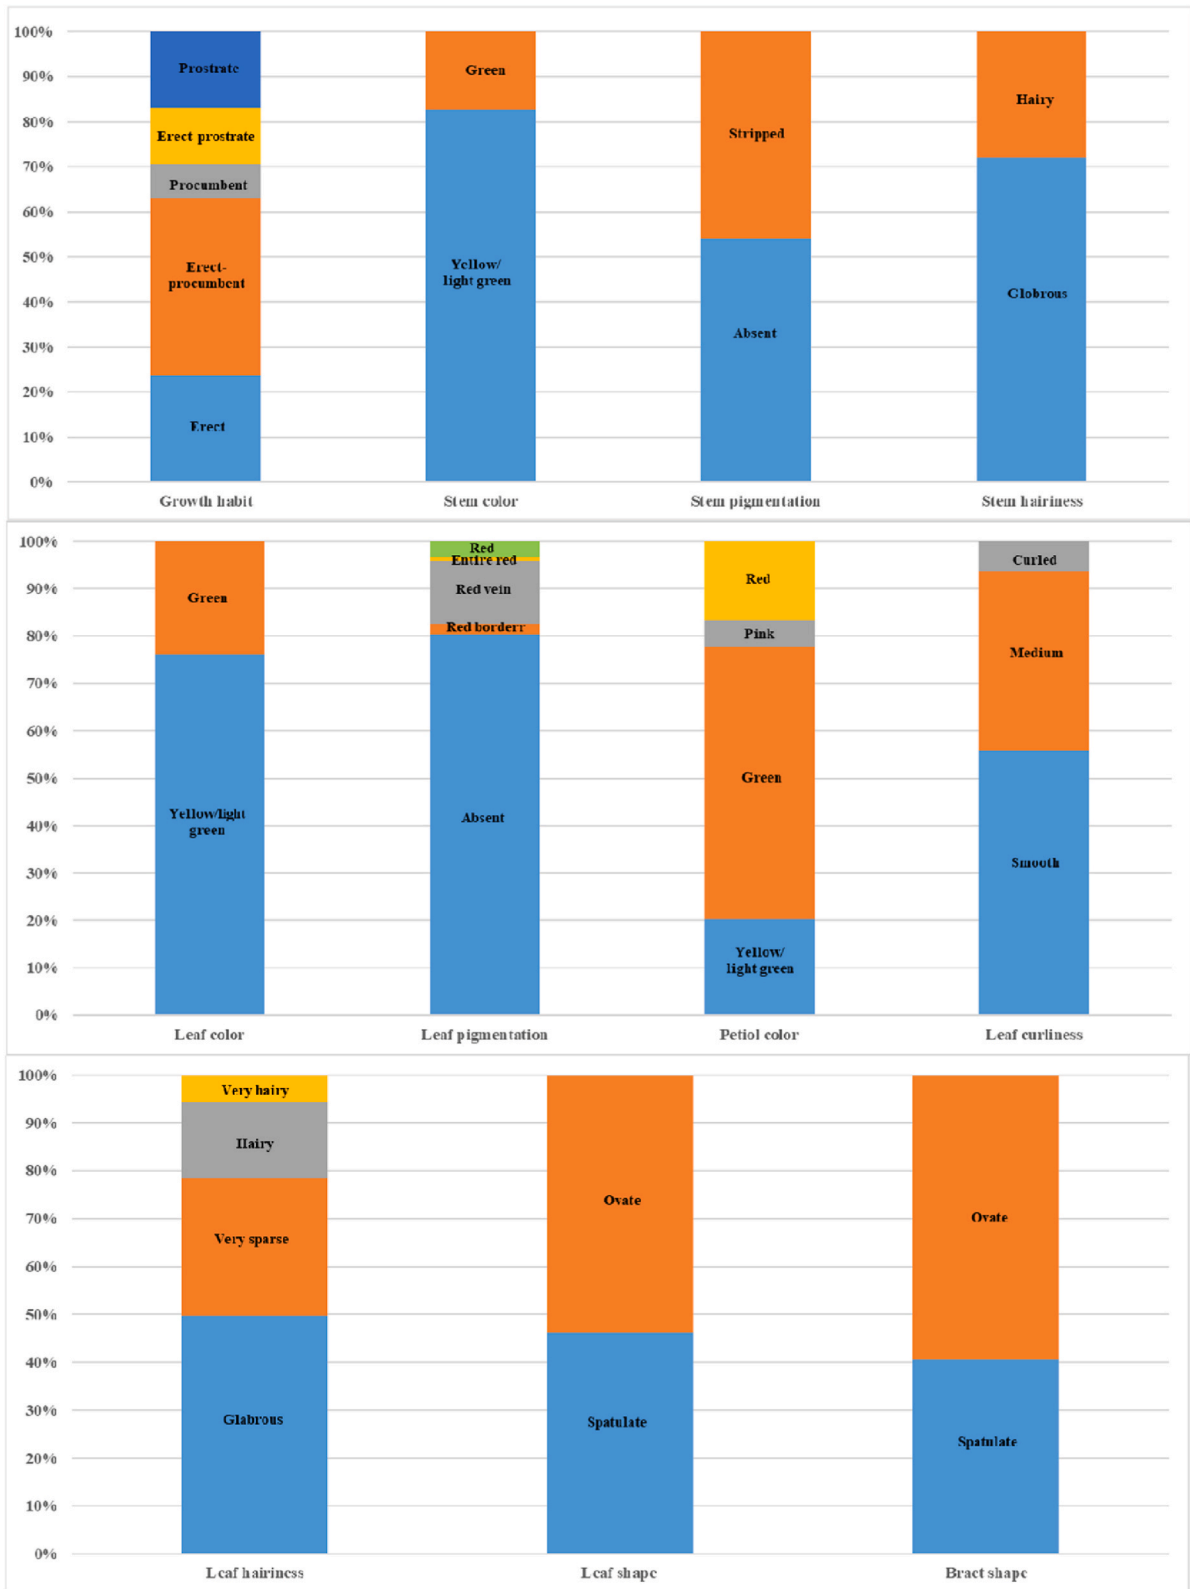 100%
90%
80%
70%
60%
50%
40%
30%
20%
10%
0%
Prostrate
Erect prostrate
Procumbent
Erect-
procumbent
Erect
Green
Yellow/
light green
Stripped
Absent
Hairy
Globrous
Growth habit
Stem color
Stem pigmentation
Stem hairiness
100%
90%
80%
70%
60%
50%
40%
30%
20%
10%
0%
Green
Yellow/light
green
Red
Entire red
Red vein
Red borderr
Absent
Red
Pink
Green
Yellow/
light green
Curled
Medium
Smooth
Leaf color
Leaf pigmentation
Petiol color
Leaf curliness
100%
90%
80%
70%
60%
50%
40%
30%
20%
10%
0%
Very hairy
Hairy
Very sparse
Glabrous
Ovate
Spatulate
Ovate
Spatulate
Leaf hairiness
Leaf shape
Bract shape